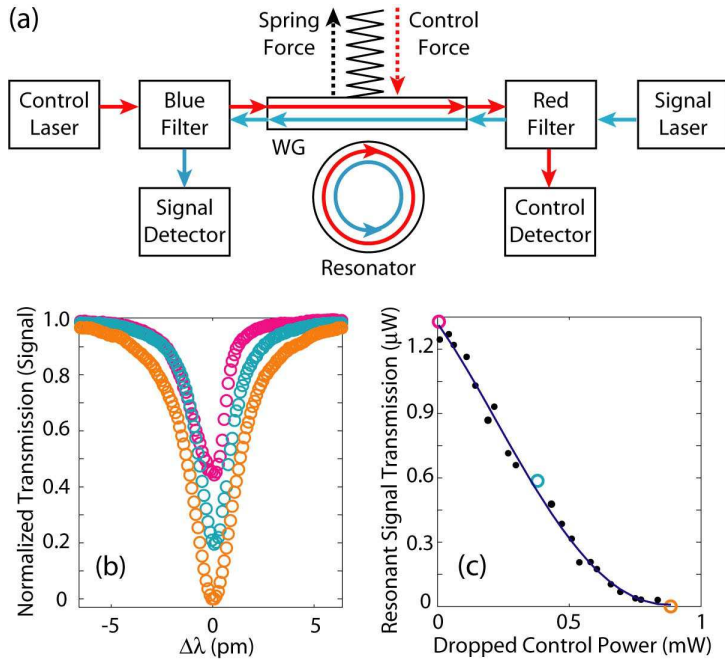 (a)
Spring
Force
Control
Force
Control
Laser
Blue
Filter
Red
Filter
Signal
Laser
WG
Signal
Detector
Control
Detector
Resonator
Normalized Transmission (Signal)
1.0
0.8
0.6
0.4
0.2
0
(b)
-5
0
5
Δλ (pm)
Resonant Signal Transmission (μW)
1.2
0.9
0.6
0.3
0
(c)
0
0.5
1
Dropped Control Power (mW)